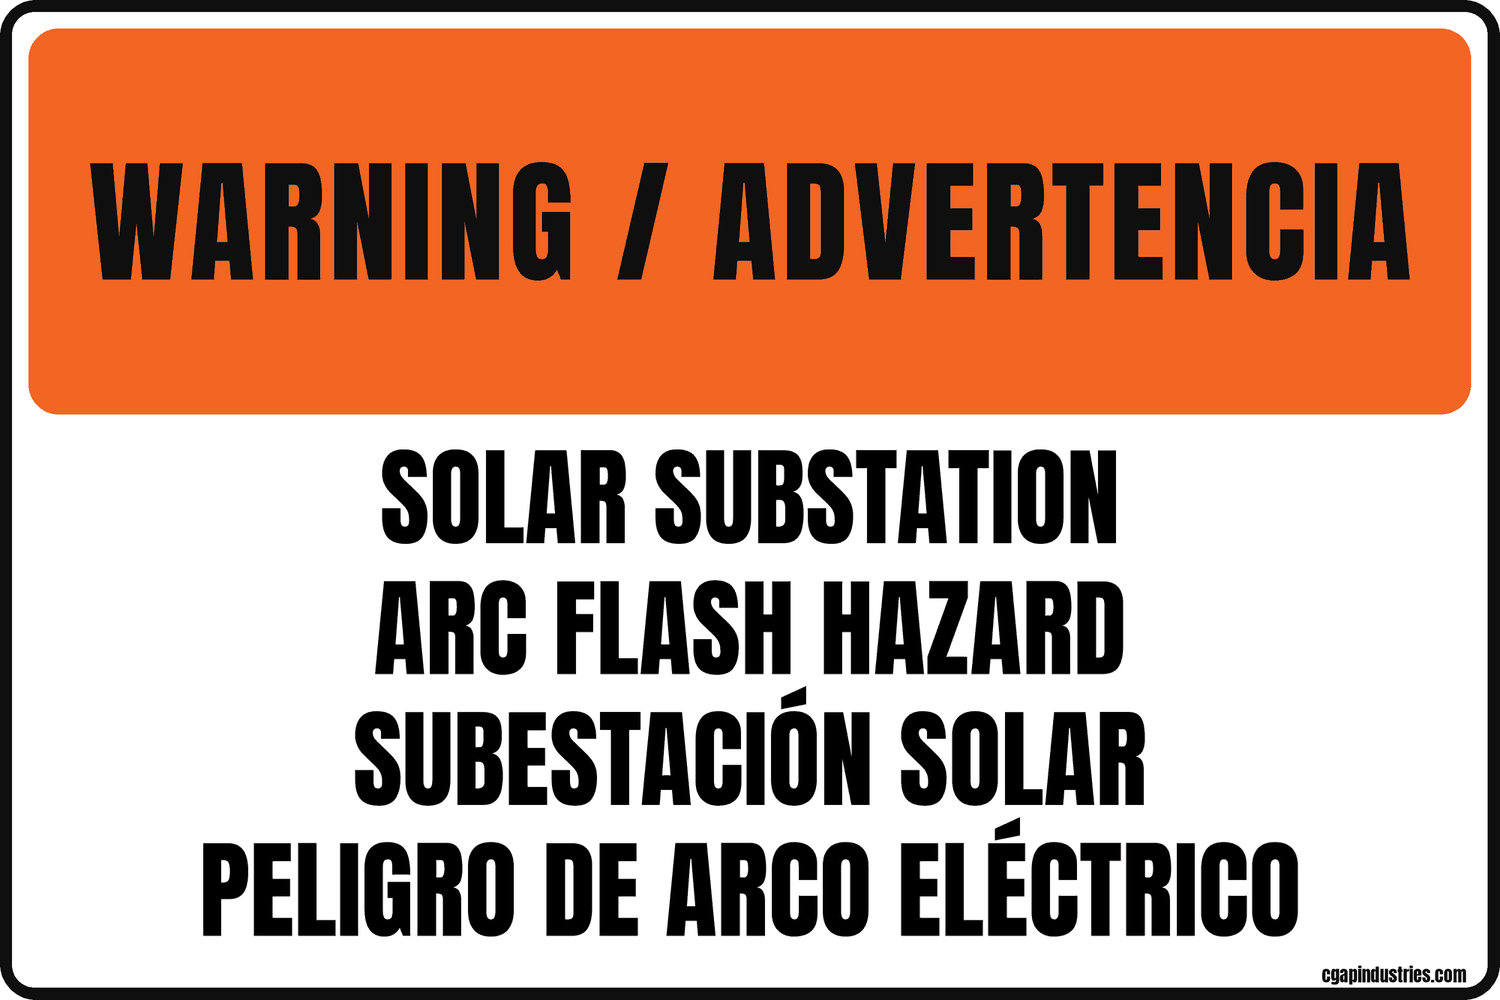 WARNING / ADVERTENCIA
SOLAR SUBSTATION
ARC FLASH HAZARD
SUBESTACIÓN SOLAR
PELIGRO DE ARCO ELÉCTRICO
cgapindustries.com